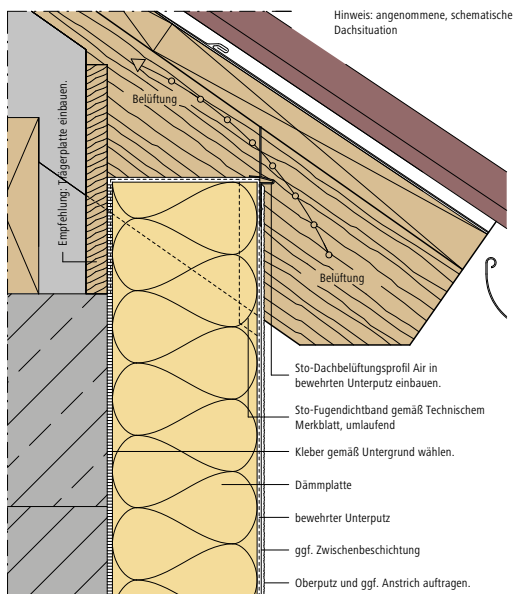 Hinweis: angenommene, schematische
Dachsituation
Belüftung
Empfehlung: Trägerplatte einbauen.
Belüftung
Sto-Dachbelüftungsprofil Air in
bewehrten Unterputz einbauen.
Sto-Fugendichtband gemäß Technischem
Merkblatt, umlaufend
Kleber gemäß Untergrund wählen.
Dämmplatte
bewehrter Unterputz
ggf. Zwischenbeschichtung
Oberputz und ggf. Anstrich auftragen.